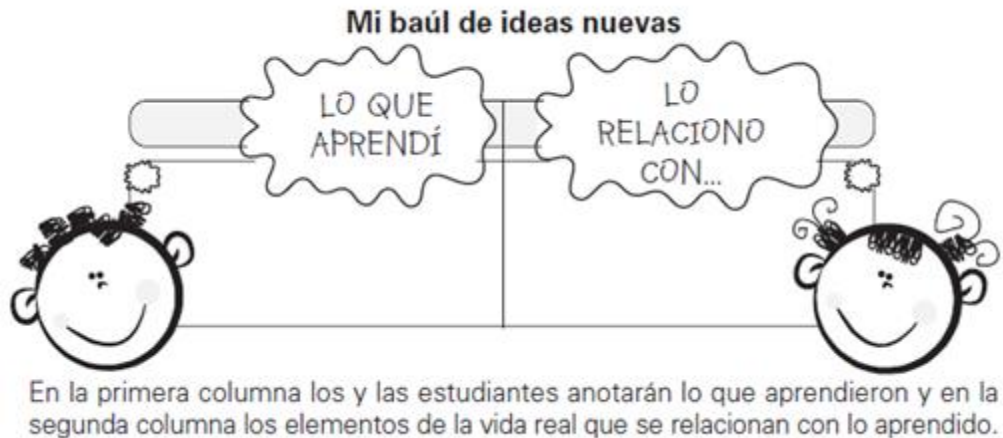 Mi baúl de ideas nuevas
LO QUE
APRENDÍ
LO
RELACIONO
CON...
En la primera columna los y las estudiantes anotarán lo que aprendieron y en la
segunda columna los elementos de la vida real que se relacionan con lo aprendido.